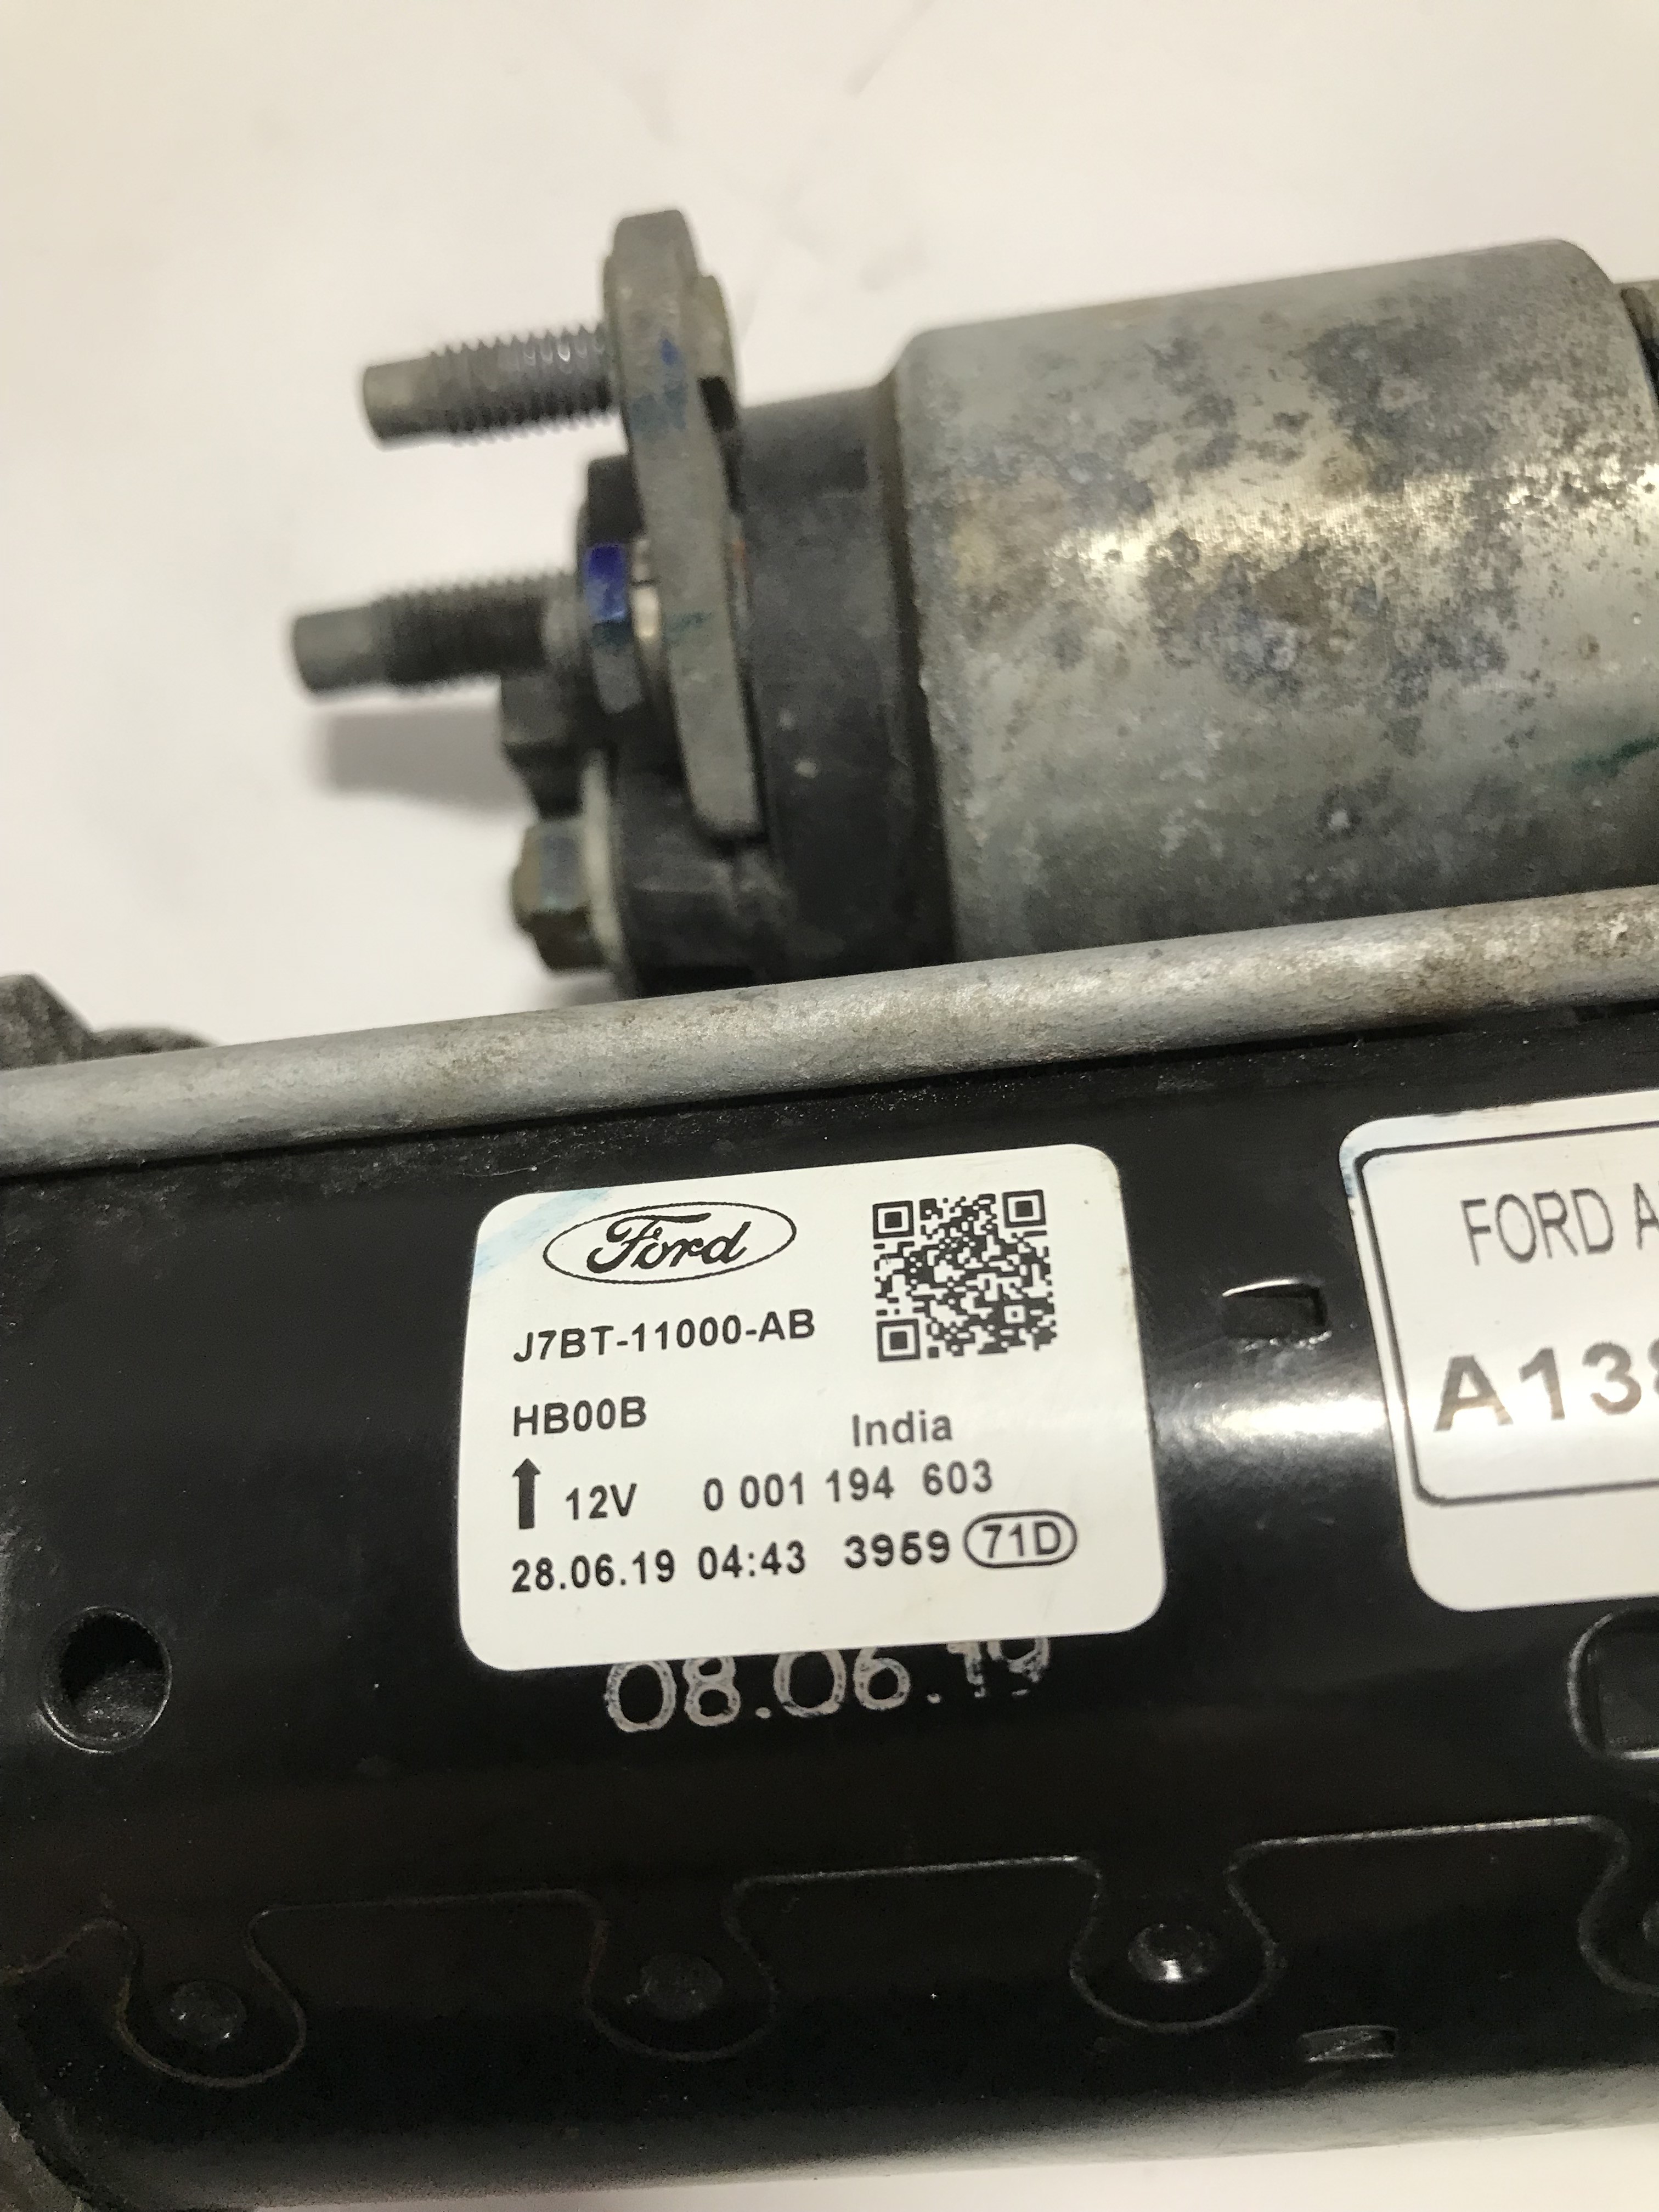 Ford
J7BT-11000-AB
HB00B
India
12V 0 001 194 603
28.06.19 04:43 3959 71D
08.06.19
FORD
A138